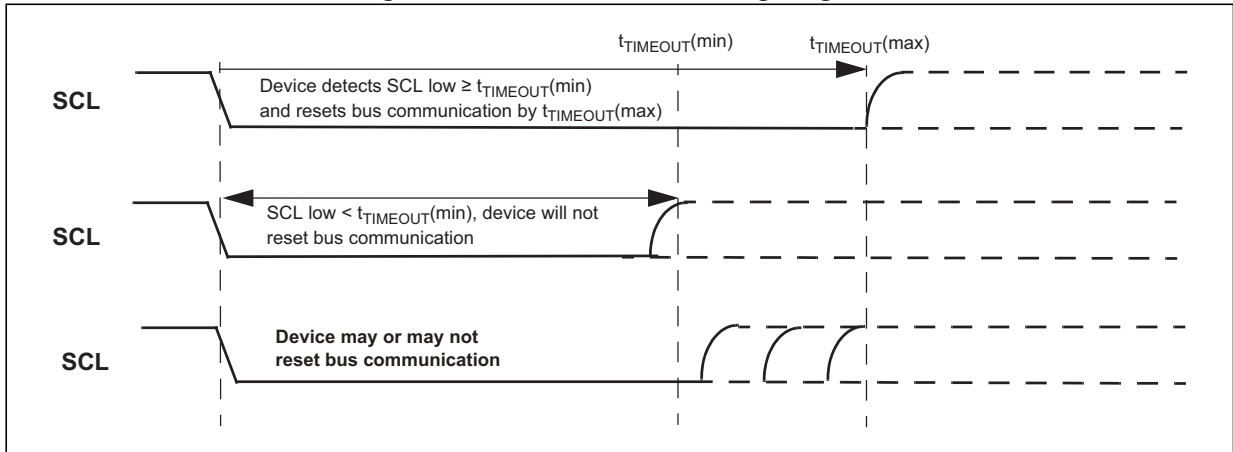 tTIMEOUT(min) tTIMEOUT(max)
SCL
Device detects SCL low ≥ tTIMEOUT(min)
and resets bus communication by tTIMEOUT(max)
SCL
SCL low < tTIMEOUT(min), device will not
reset bus communication
SCL
Device may or may not
reset bus communication